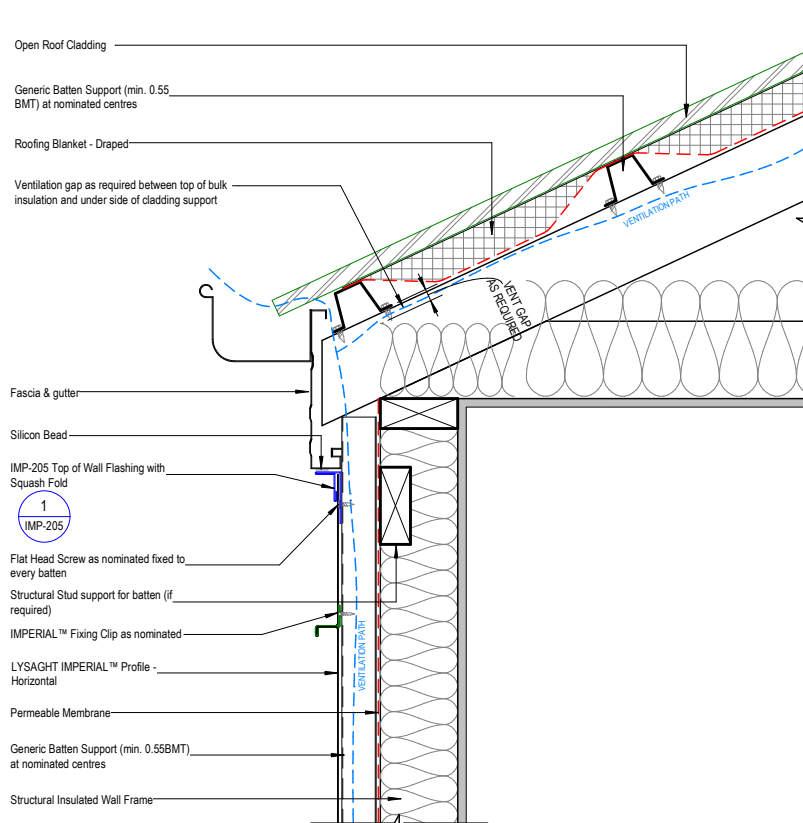 Open Roof Cladding
Generic Batten Support (min. 0.55
BMT) at nominated centres
Roofing Blanket - Draped
Ventilation gap as required between top of bulk
insulation and under side of cladding support
VENTILATION PATH
VENT GAP
AS REQUIRED
Fascia & gutter
Silicon Bead
IMP-205 Top of Wall Flashing with
Squash Fold
1
IMP-205
Flat Head Screw as nominated fixed to
every batten
Structural Stud support for batten (if
required)
IMPERIAL™ Fixing Clip as nominated
LYSAGHT IMPERIAL™ Profile -
Horizontal
VENTILATION PATH
Permeable Membrane
Generic Batten Support (min. 0.55BMT)
at nominated centres
Structural Insulated Wall Frame